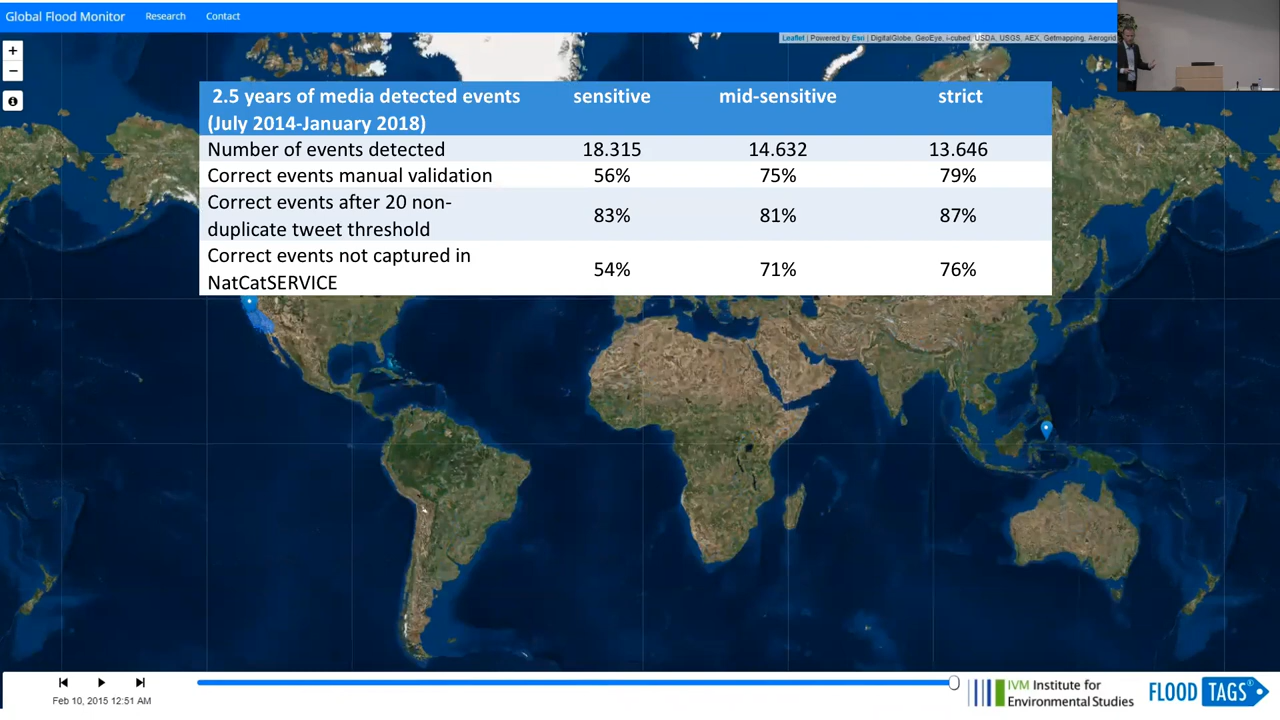 Global Flood Monitor Research Contact
+
−
Leaflet | Powered by Esri | DigitalGlobe, GeoEye, i-cubed, USDA, USGS, AEX, Getmapping, Aerogrid
2.5 years of media detected events sensitive mid-sensitive strict
(July 2014-January 2018)
Number of events detected 18.315 14.632 13.646
Correct events manual validation 56% 75% 79%
Correct events after 20 non-
duplicate tweet threshold 83% 81% 87%
Correct events not captured in
NatCatSERVICE 54% 71% 76%
Feb 10, 2015 12:51 AM
IVM Institute for
Environmental Studies
FLOOD TAGS